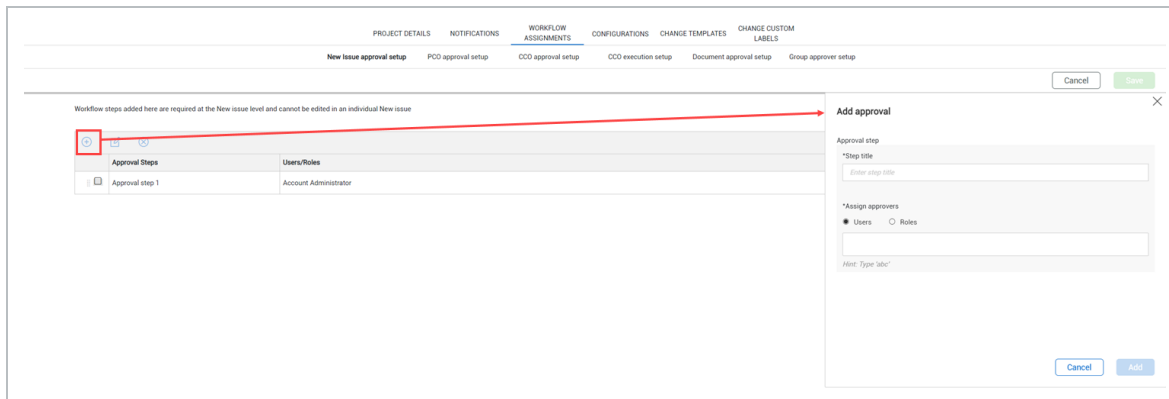 PROJECT DETAILS NOTIFICATIONS WORKFLOW ASSIGNMENTS CONFIGURATIONS CHANGE TEMPLATES CHANGE CUSTOM LABELS
New Issue approval setup PCO approval setup CCO approval setup CCO execution setup Document approval setup Group approver setup
Cancel Save
Workflow steps added here are required at the New issue level and cannot be edited in an individual New issue
Approval Steps Users/Roles
Approval step 1 Account Administrator
Add approval
Approval step
*Step title
Enter step title
*Assign approvers
Users Roles
Hint: Type 'abc'
Cancel Add